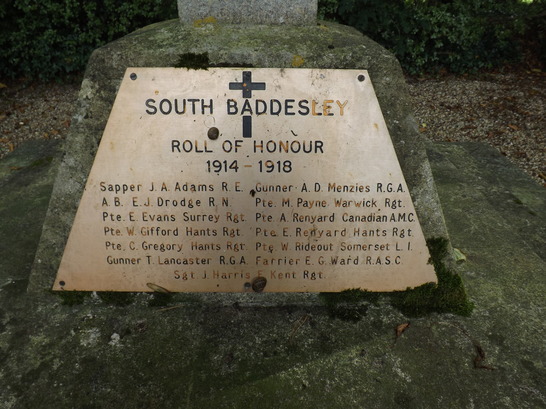 SOUTH BADDESLEY
ROLL OF HONOUR
1914 - 1918
Sapper J. A. Adams R. E. Gunner A. D. Menzies R.G.A.
A. B. E. J. Drodge R. N. Pte. M. Payne Warwick Rgt.
Pte. E. Evans Surrey Rgt. Pte. A. Renyard Canadian A.M.C.
Pte. W. Gifford Hants Rgt. Pte. E. Renyard Hants Rgt.
Pte. C. Gregory Hants Rgt. Pte. W. Rideout Somerset L. I.
Gunner T. Lancaster R.G.A. Farrier E. G. Ward R.A.S.C.
Sgt. J. Harris E. Kent Rgt.